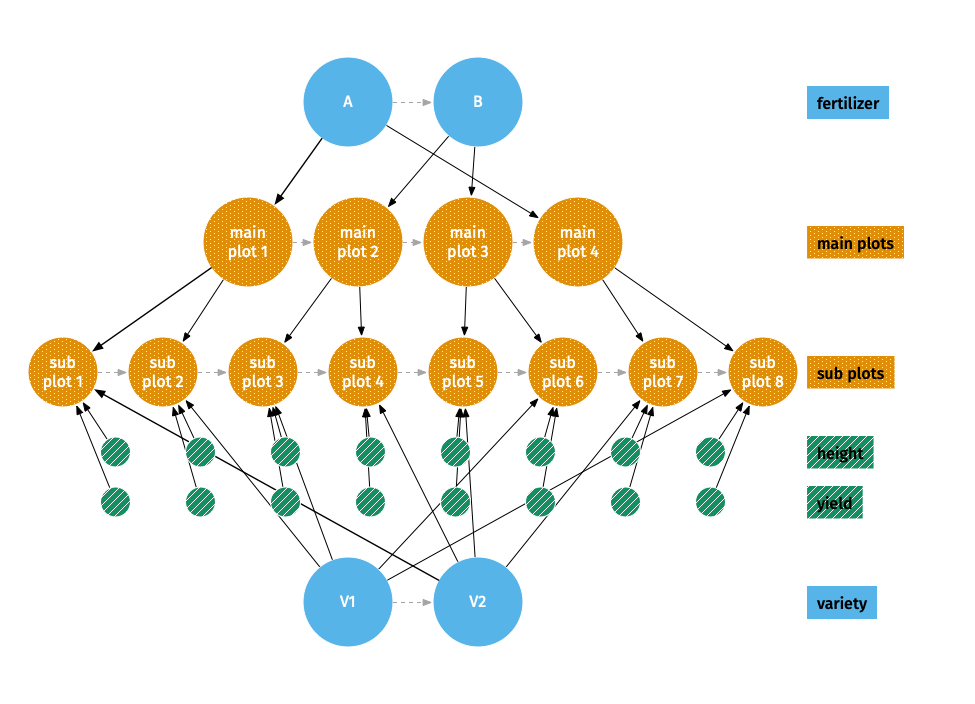 A B fertilizer
main main main main
plot 1 plot 2 plot 3 plot 4 main plots
sub sub sub sub sub sub sub sub
plot 1 plot 2 plot 3 plot 4 plot 5 plot 6 plot 7 plot 8 sub plots
height
yield
V1 V2 variety